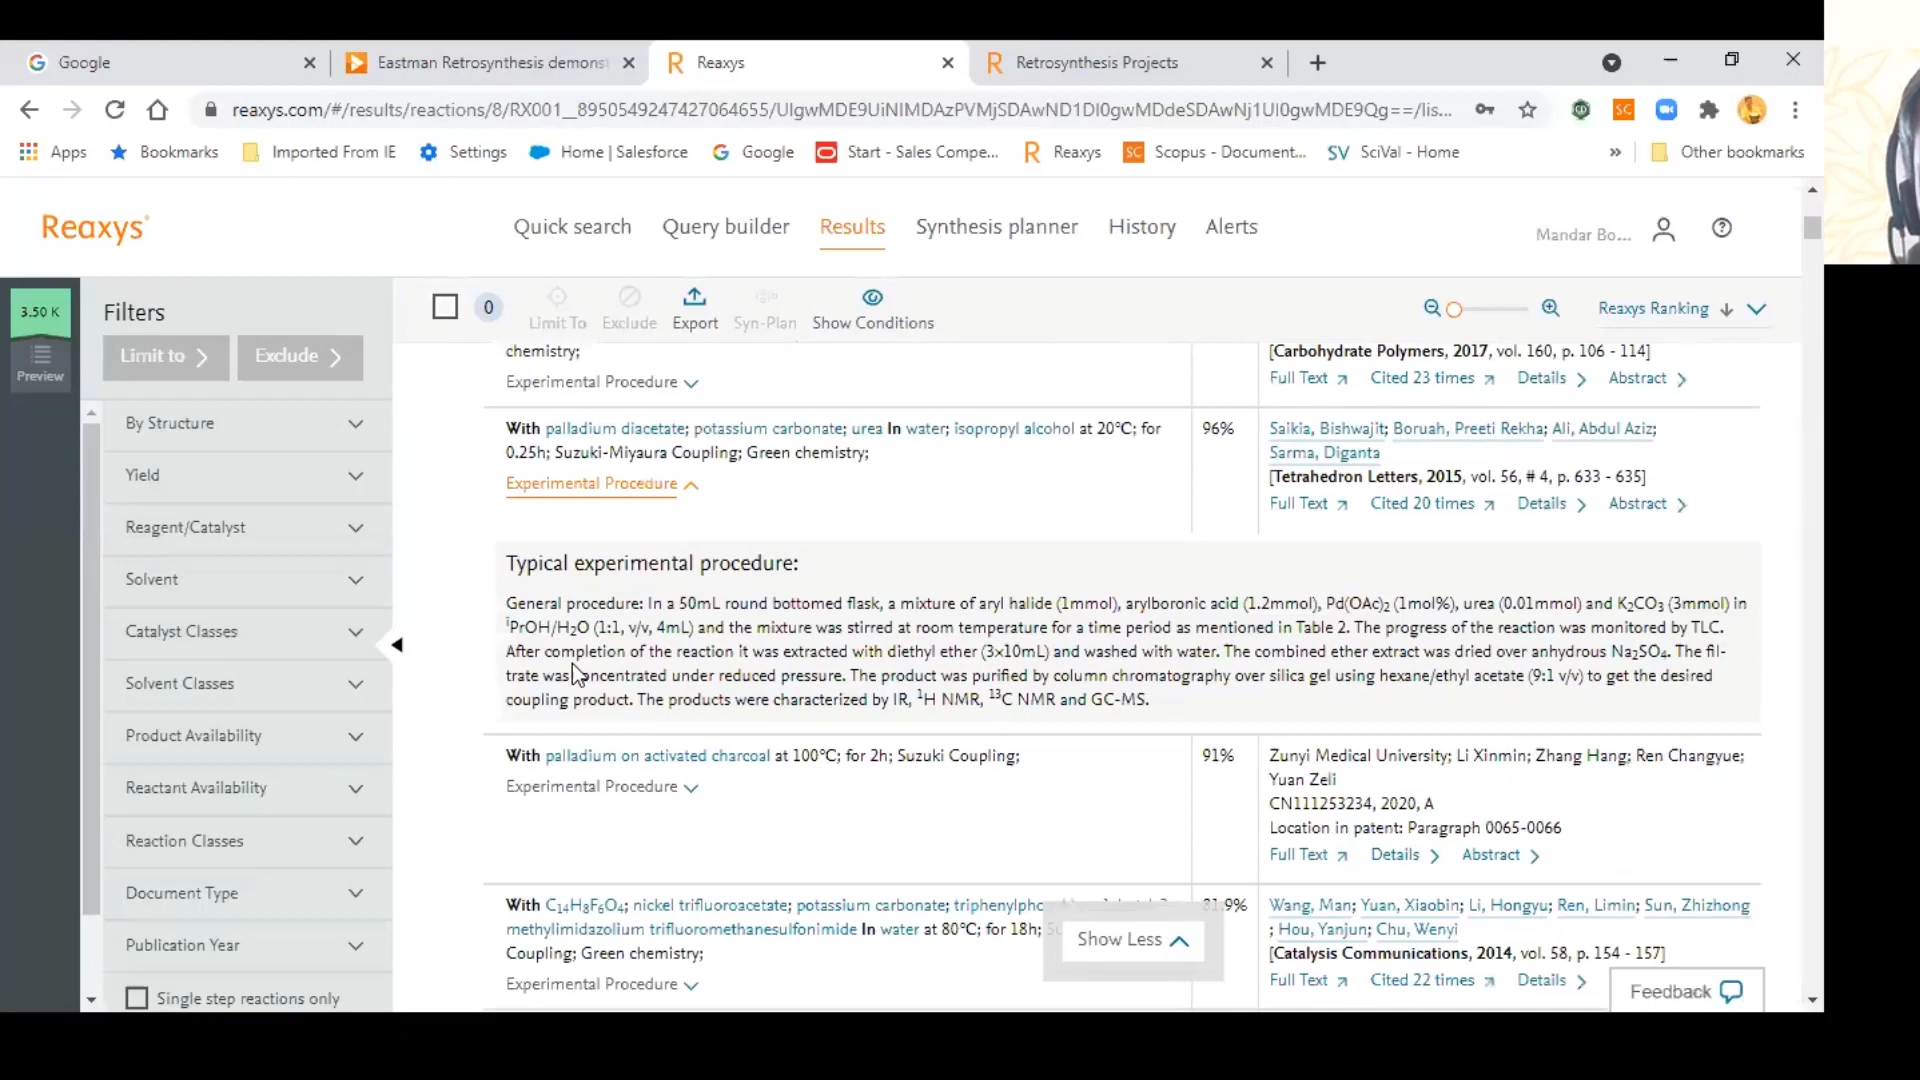 Google
Eastman Retrosynthesis demons
Reaxys
Retrosynthesis Projects
reaxys.com/#/results/reactions/8/RX001__8950549247427064655/UlgwMDE9UiNIMDAzPVMjSDAwND1DI0gwMDdeSDAwNj1UI0gwMDE9Qg==/lis...
Apps
Bookmarks
Imported From IE
Settings
Home | Salesforce
Google
Start - Sales Compe...
Reaxys
SC
Scopus - Document...
SV
SciVal - Home
»
Other bookmarks
Reaxys
Quick search
Query builder
Results
Synthesis planner
History
Alerts
Mandar Bo...
3.50 K
Preview
Filters
Limit to
Exclude
By Structure
Yield
Reagent/Catalyst
Solvent
Catalyst Classes
Solvent Classes
Product Availability
Reactant Availability
Reaction Classes
Document Type
Publication Year
Single step reactions only
0
Limit To
Exclude
Export
Syn-Plan
Show Conditions
Reaxys Ranking
chemistry;
Experimental Procedure
[Carbohydrate Polymers, 2017, vol. 160, p. 106 - 114]
Full Text Cited 23 times Details Abstract
With palladium diacetate; potassium carbonate; urea In water; isopropyl alcohol at 20°C; for
0.25h; Suzuki-Miyaura Coupling; Green chemistry;
Experimental Procedure
96%
Saikia, Bishwajit; Boruah, Preeti Rekha; Ali, Abdul Aziz;
Sarma, Diganta
[Tetrahedron Letters, 2015, vol. 56, # 4, p. 633 - 635]
Full Text Cited 20 times Details Abstract
Typical experimental procedure:
General procedure: In a 50mL round bottomed flask, a mixture of aryl halide (1mmol), arylboronic acid (1.2mmol), Pd(OAc)₂ (1mol%), urea (0.01mmol) and K₂CO₃ (3mmol) in
ⁱPrOH/H₂O (1:1, v/v, 4mL) and the mixture was stirred at room temperature for a time period as mentioned in Table 2. The progress of the reaction was monitored by TLC.
After completion of the reaction it was extracted with diethyl ether (3×10mL) and washed with water. The combined ether extract was dried over anhydrous Na₂SO₄. The fil-
trate was concentrated under reduced pressure. The product was purified by column chromatography over silica gel using hexane/ethyl acetate (9:1 v/v) to get the desired
coupling product. The products were characterized by IR, ¹H NMR, ¹³C NMR and GC-MS.
With palladium on activated charcoal at 100°C; for 2h; Suzuki Coupling;
Experimental Procedure
91%
Zunyi Medical University; Li Xinmin; Zhang Hang; Ren Changyue;
Yuan Zeli
CN111253234, 2020, A
Location in patent: Paragraph 0065-0066
Full Text Details Abstract
With C₁₄H₈F₆O₄; nickel trifluoroacetate; potassium carbonate;
methylimidazolium trifluoromethanesulfonimide In water at 80°C; for 18h;
Coupling; Green chemistry;
Experimental Procedure
Show Less
Wang, Man; Yuan, Xiaobin; Li, Hongyu; Ren, Limin; Sun, Zhizhong
; Hou, Yanjun; Chu, Wenyi
[Catalysis Communications, 2014, vol. 58, p. 154 - 157]
Full Text Cited 22 times Details
Feedback